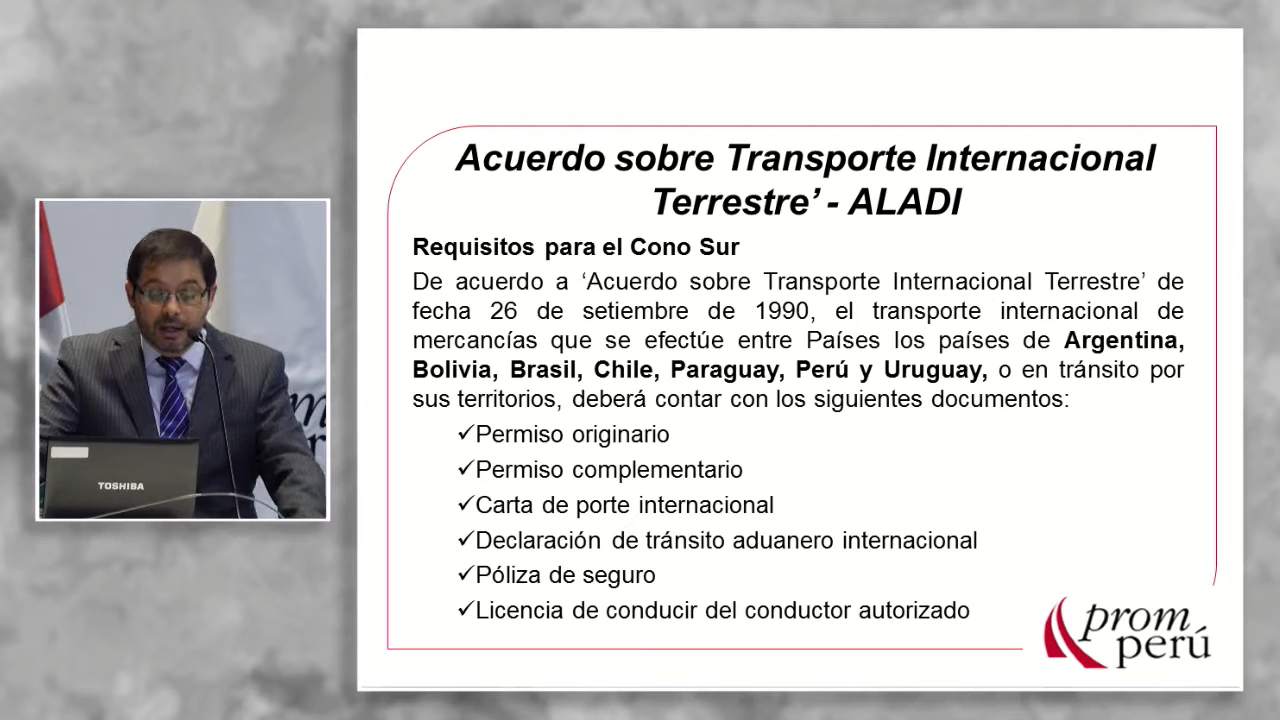 Acuerdo sobre Transporte Internacional
Terrestre’ - ALADI
Requisitos para el Cono Sur
De acuerdo a ‘Acuerdo sobre Transporte Internacional Terrestre’ de
fecha 26 de setiembre de 1990, el transporte internacional de
mercancías que se efectúe entre Países los países de Argentina,
Bolivia, Brasil, Chile, Paraguay, Perú y Uruguay, o en tránsito por
sus territorios, deberá contar con los siguientes documentos:
✓Permiso originario
✓Permiso complementario
✓Carta de porte internacional
✓Declaración de tránsito aduanero internacional
✓Póliza de seguro
✓Licencia de conducir del conductor autorizado
prom
perú
TOSHIBA